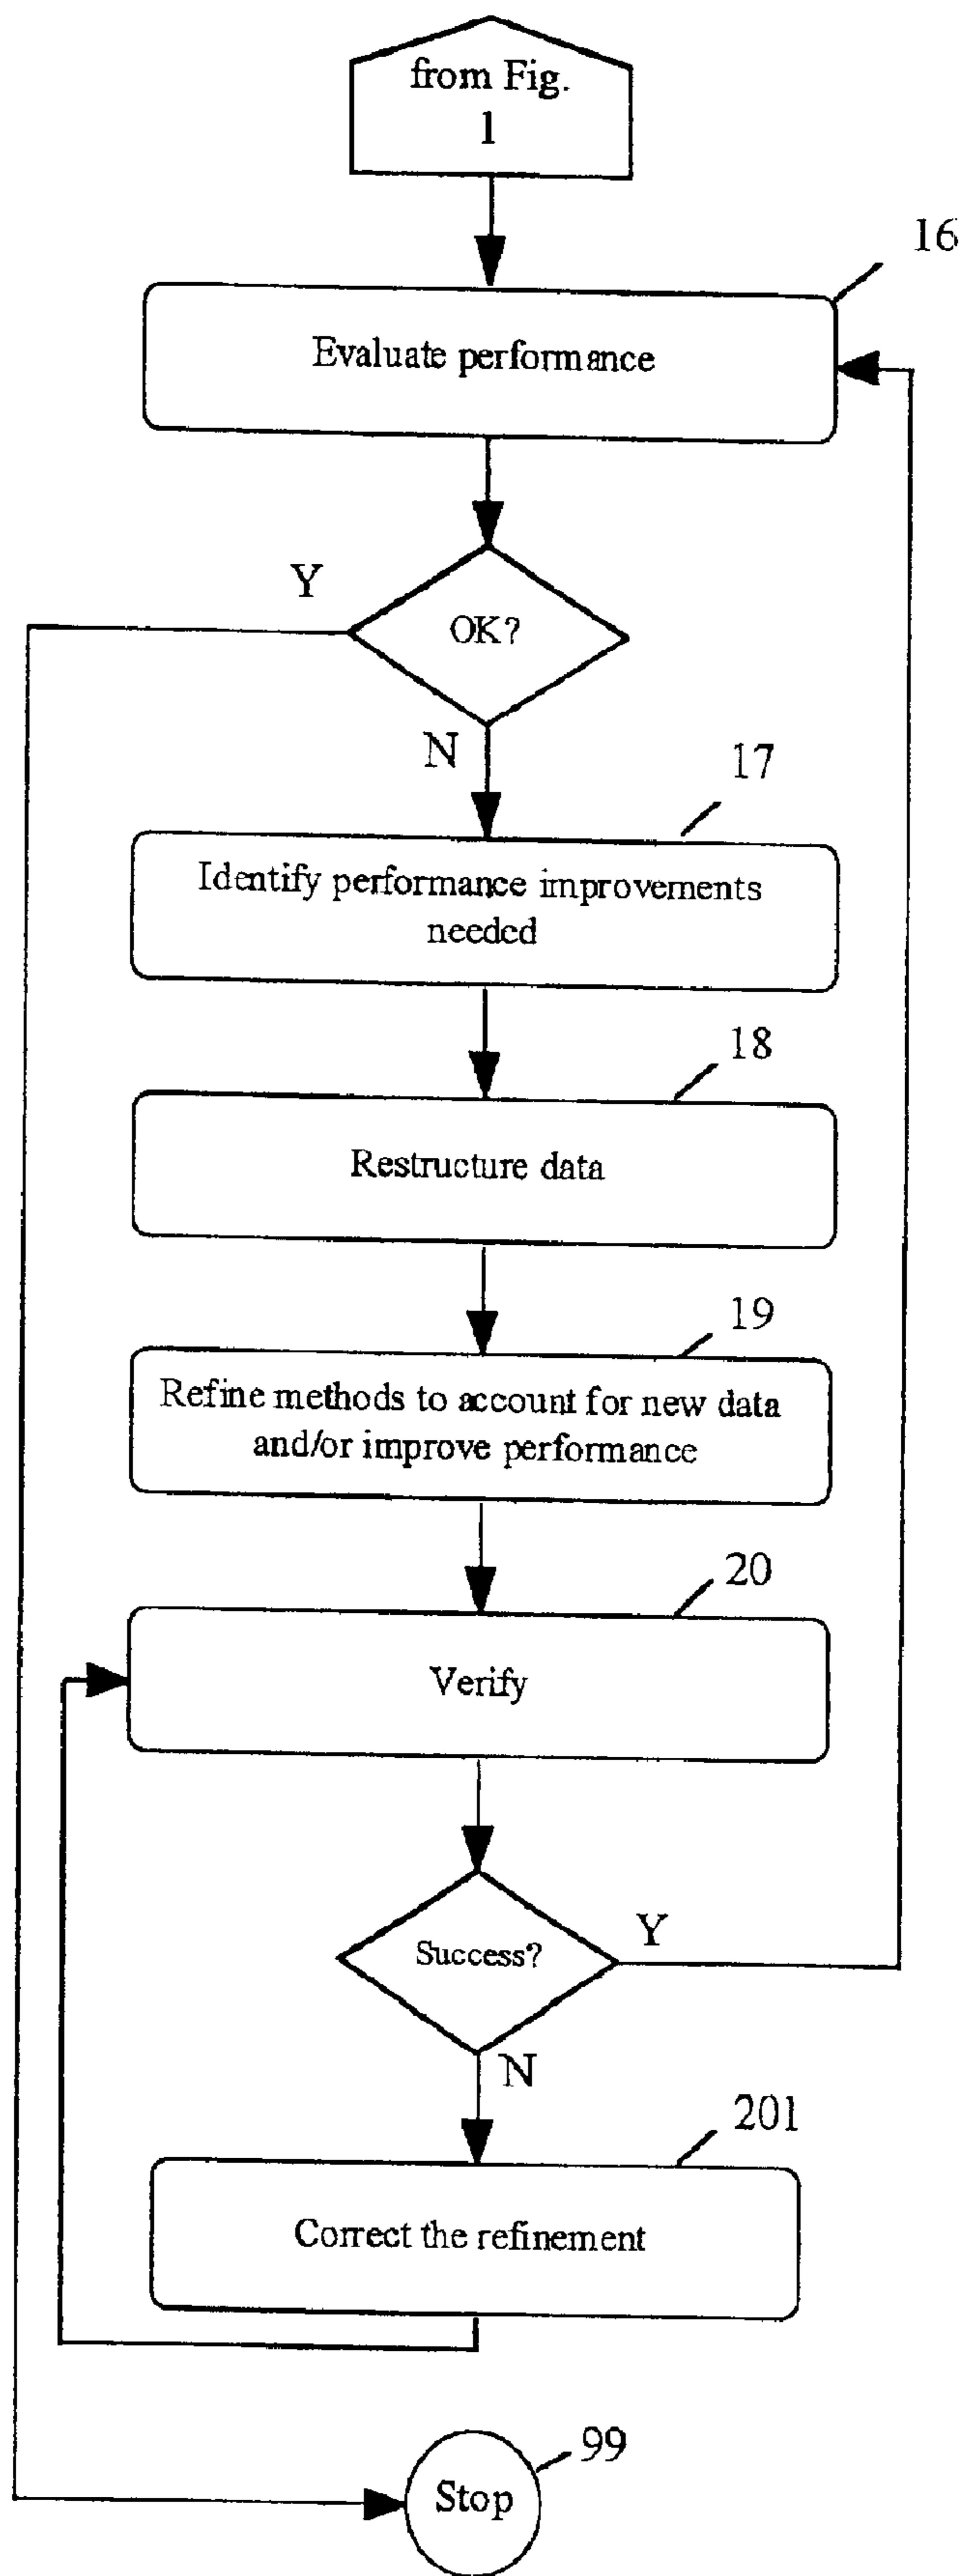 from Fig.
1
16
Evaluate performance
Y
OK?
N
17
Identify performance improvements
needed
18
Restructure data
19
Refine methods to account for new data
and/or improve performance
20
Verify
Success?
Y
N
201
Correct the refinement
99
Stop